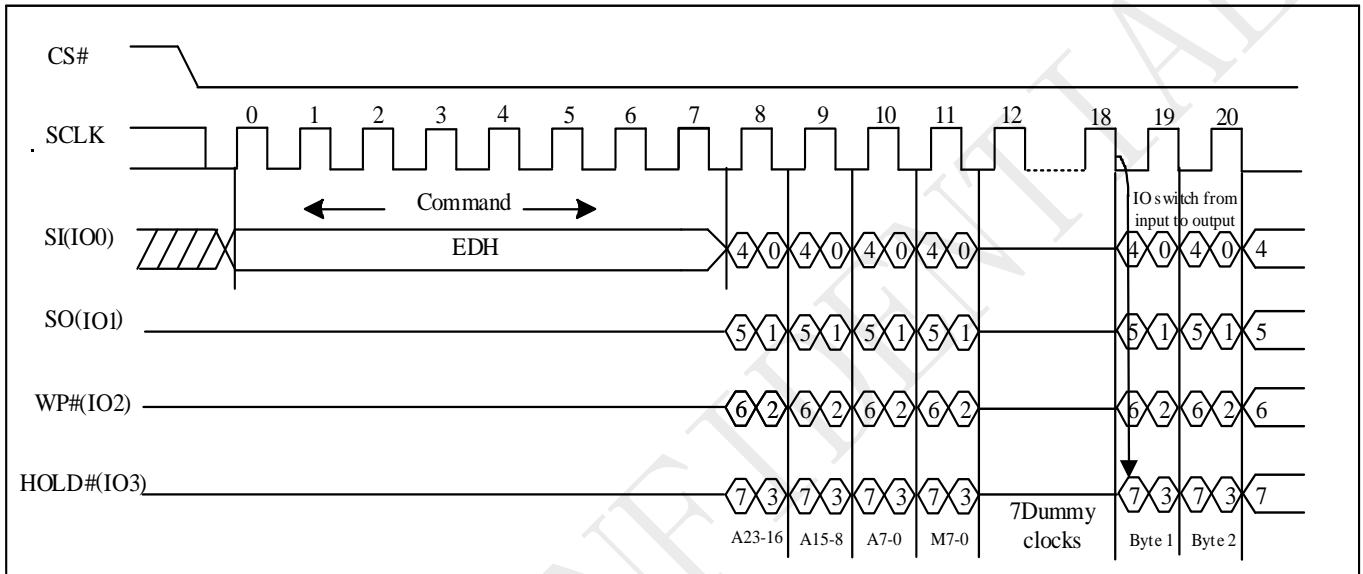 CS#
0 1 2 3 4 5 6 7 8 9 10 11 12 18 19 20
SCLK
Command
IO switch from
input to output
SI(IO0) EDH 4 0 4 0 4 0 4 0 4 0 4 0 4
SO(IO1) 5 1 5 1 5 1 5 1 5 1 5 1 5
WP#(IO2) 6 2 6 2 6 2 6 2 6 2 6 2 6
HOLD#(IO3) 7 3 7 3 7 3 7 3 7 3 7 3 7
A23-16 A15-8 A7-0 M7-0 7Dummy
clocks Byte 1 Byte 2